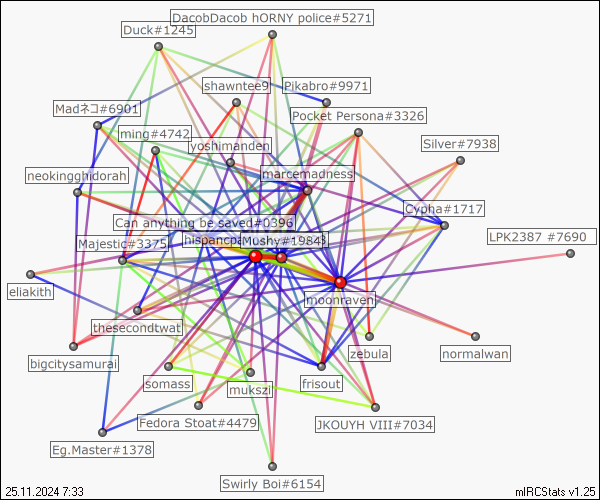 DacobDacob hORNY police#5271
Duck#1245
shawntee9
Pikabro#9971
Madネコ#6901
Pocket Persona#3326
ming#4742
yoshimanden
Silver#7938
marcemadness
neokingghidorah
Cypha#1717
Can anything be saved#0396
Majestic#3375
Mushy#1984
LPK2387 #7690
eliakith
moonraven
thesecondtwat
bigcitysamurai
zebula
normalwan
somass
mukszi
frisout
Fedora Stoat#4479
JKOUYH VIII#7034
Eg.Master#1378
Swirly Boi#6154
25.11.2024 7:33
mIRCStats v1.25